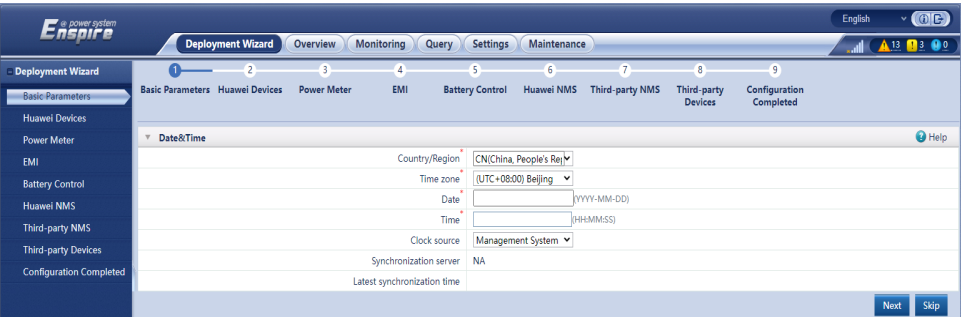 English
@ power system
Enspire
Deployment Wizard Overview Monitoring Query Settings Maintenance
13 3 0
Deployment Wizard
Basic Parameters
Huawei Devices
Power Meter
EMI
Battery Control
Huawei NMS
Third-party NMS
Third-party Devices
Configuration Completed
1 2 3 4 5 6 7 8 9
Basic Parameters Huawei Devices Power Meter EMI Battery Control Huawei NMS Third-party NMS Third-party Devices Configuration Completed
Date&Time Help
Country/Region* CN(China, People's Rep
Time zone* (UTC+08:00) Beijing
Date* (YYYY-MM-DD)
Time* (HH:MM:SS)
Clock source Management System
Synchronization server NA
Latest synchronization time
Next Skip